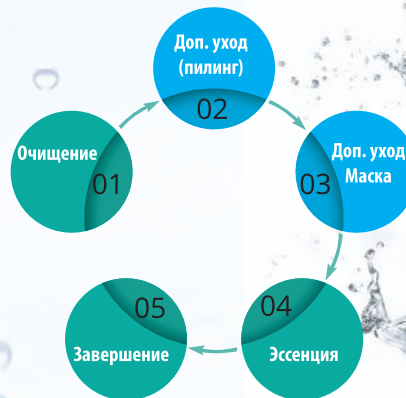 Очищение
01
Доп. уход
(пилинг)
02
Доп. уход
Маска
03
04
Эссенция
05
Завершение